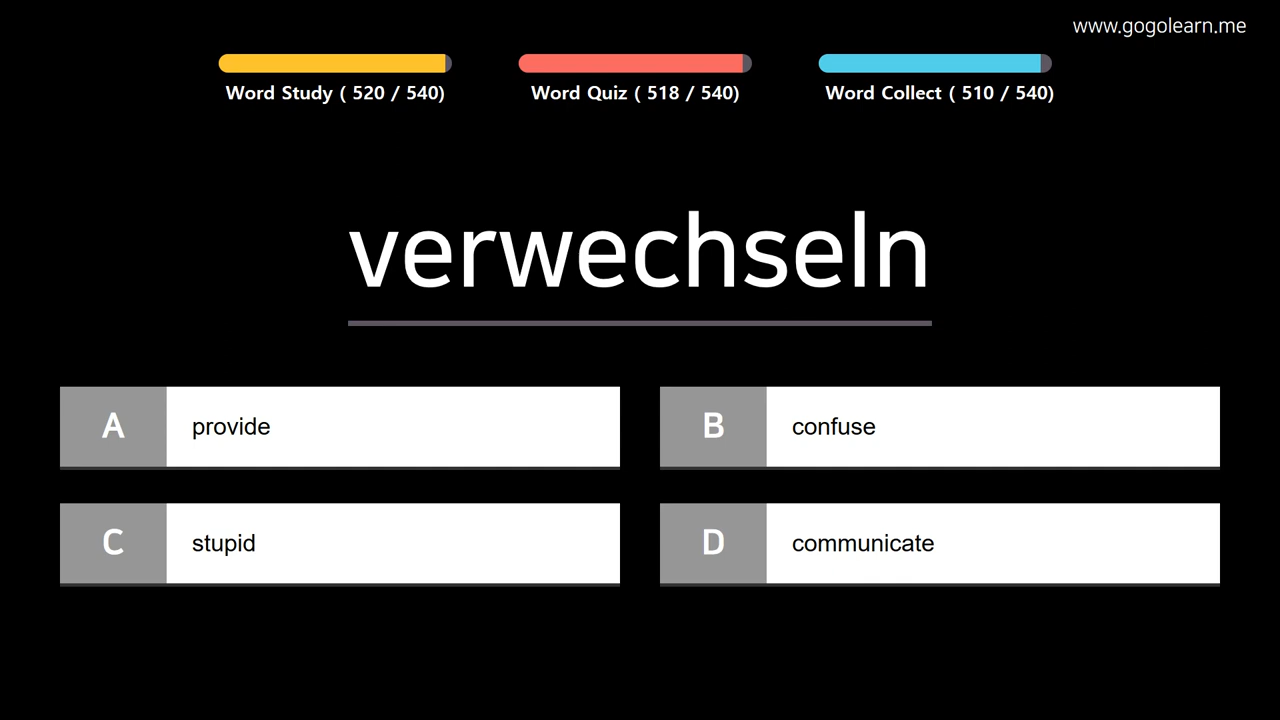 www.gogolearn.me
Word Study ( 520 / 540)
Word Quiz ( 518 / 540)
Word Collect ( 510 / 540)
verwechseln
A provide
B confuse
C stupid
D communicate